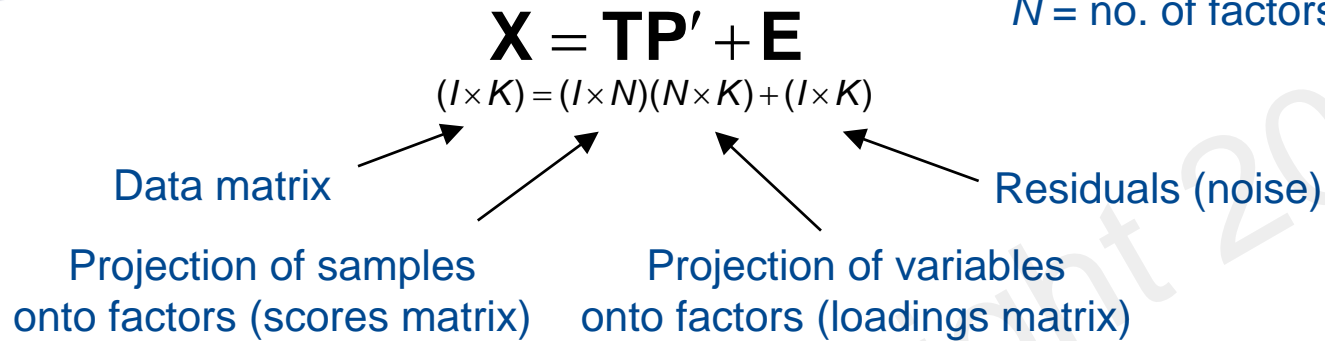 N = no. of factors
X = TP′ + E
(I×K) = (I×N)(N×K) + (I×K)
Data matrix
Residuals (noise)
Projection of samples
onto factors (scores matrix)
Projection of variables
onto factors (loadings matrix)